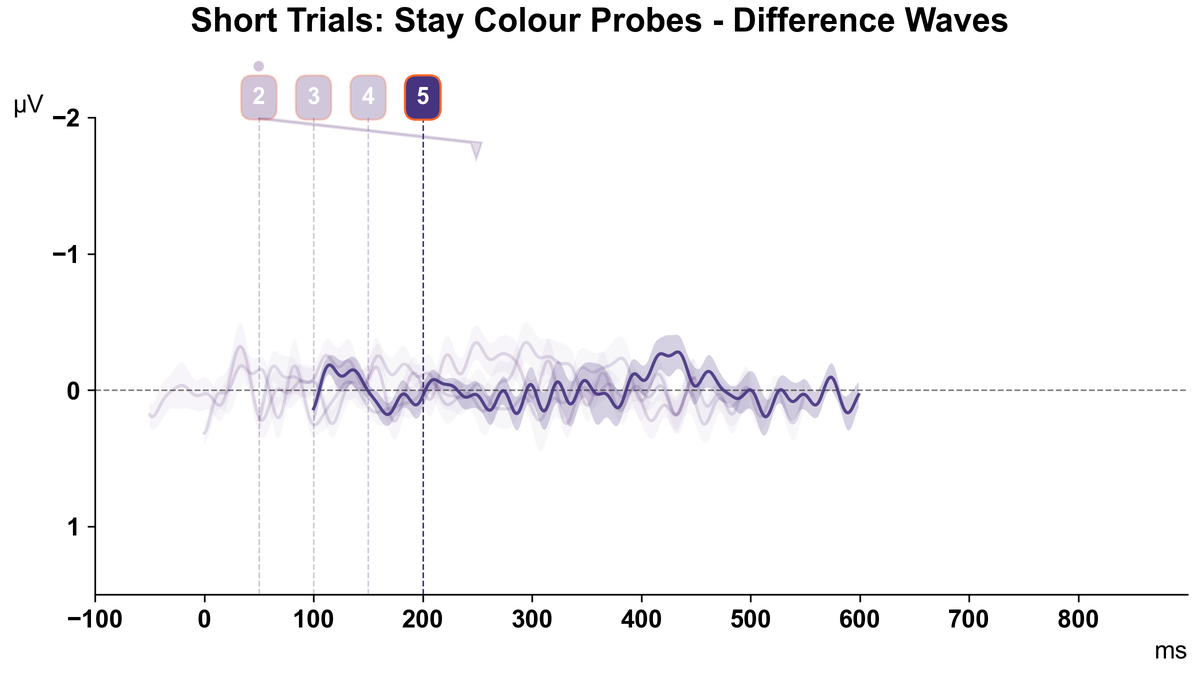 Short Trials: Stay Colour Probes - Difference Waves
2 3 4 5
μV
−2
−1
0
1
−100 0 100 200 300 400 500 600 700 800
ms